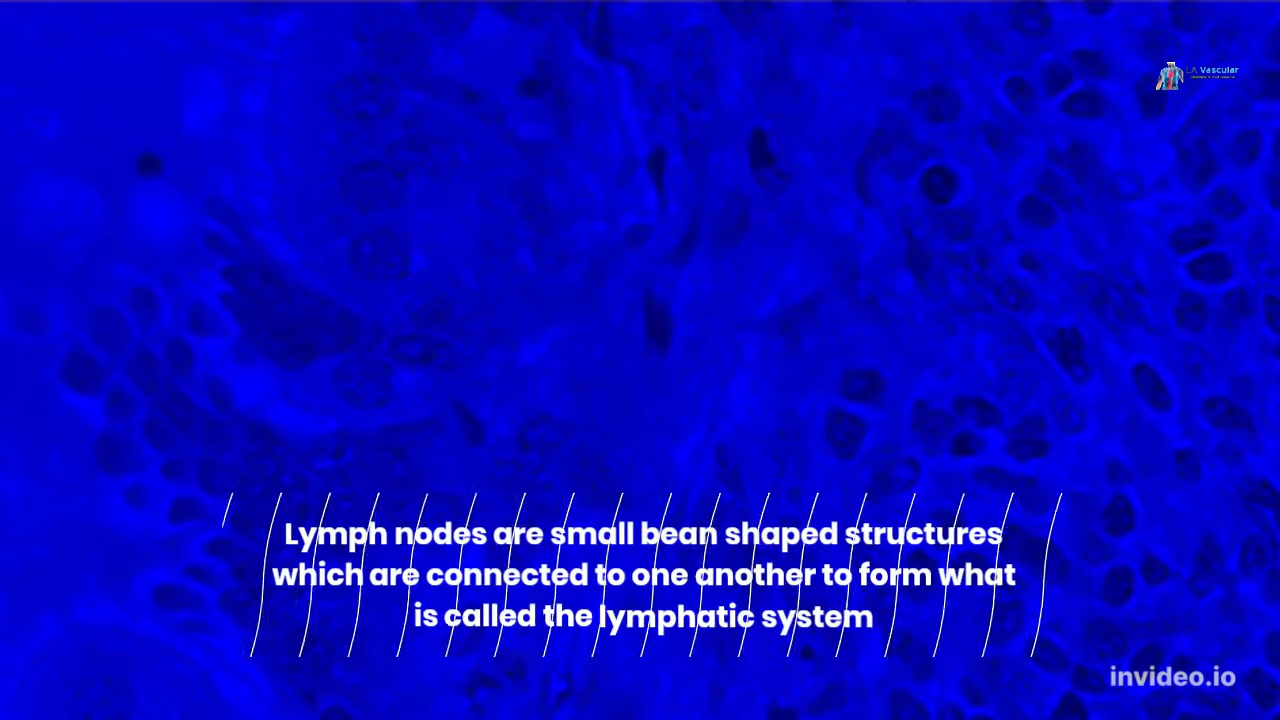 LA Vascular
Lymph nodes are small bean shaped structures
which are connected to one another to form what
is called the lymphatic system
invideo.io